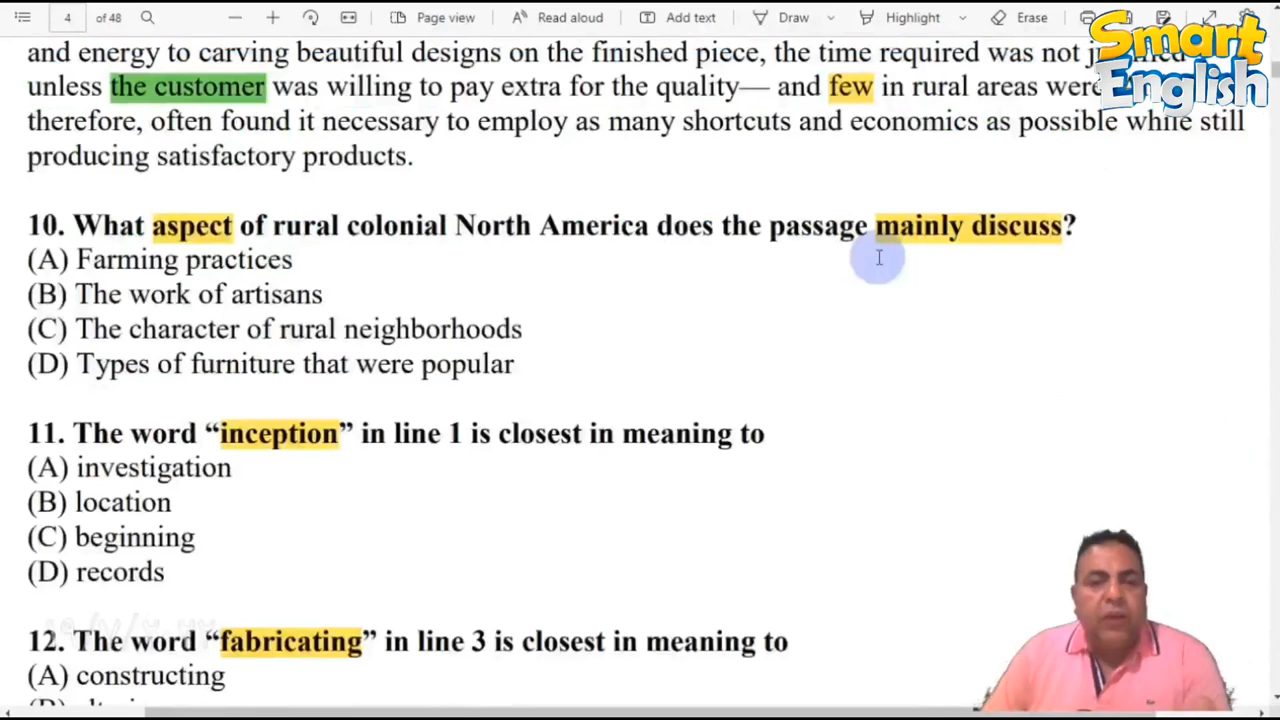 4 of 48 Page view Read aloud Add text Draw Highlight Erase
Smart
English
and energy to carving beautiful designs on the finished piece, the time required was not
unless the customer was willing to pay extra for the quality— and few in rural areas were
therefore, often found it necessary to employ as many shortcuts and economics as possible while still
producing satisfactory products.
10. What aspect of rural colonial North America does the passage mainly discuss?
(A) Farming practices
(B) The work of artisans
(C) The character of rural neighborhoods
(D) Types of furniture that were popular
11. The word “inception” in line 1 is closest in meaning to
(A) investigation
(B) location
(C) beginning
(D) records
12. The word “fabricating” in line 3 is closest in meaning to
(A) constructing